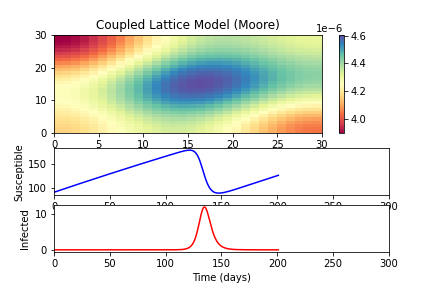 Coupled Lattice Model (Moore)
1e−6
30
20
10
0
0 5 10 15 20 25 30
4.6
4.4
4.2
4.0
Susceptible
150
100
0 50 100 150 200 250 300
Infected
10
0
0 50 100 150 200 250 300
Time (days)